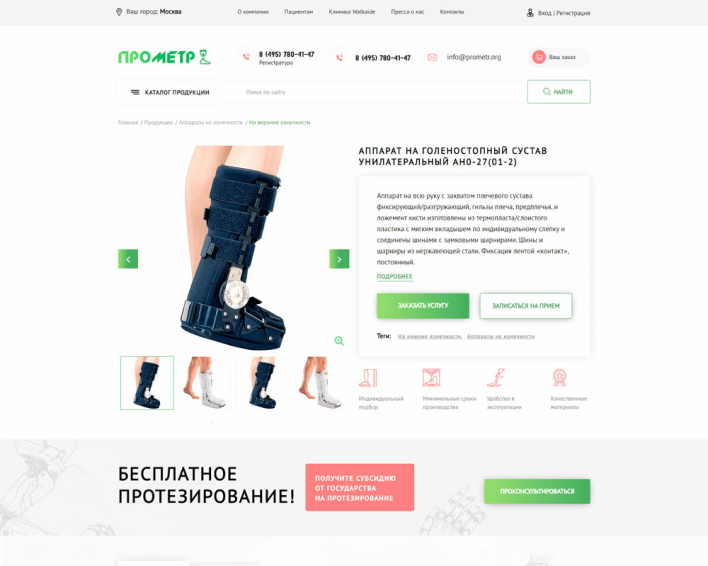 Ваш город: Москва
О компании
Пациентам
Клиника Walkaide
Пресса о нас
Контакты
Вход | Регистрация
ПРОМЕТР
8 (495) 780-41-47
Регистратура
8 (495) 780-41-47
info@prometr.org
Ваш заказ
КАТАЛОГ ПРОДУКЦИИ
Поиск по сайту
НАЙТИ
Главная / Продукция / Аппараты на конечности / На верхние конечности
АППАРАТ НА ГОЛЕНОСТОПНЫЙ СУСТАВ
УНИЛАТЕРАЛЬНЫЙ АН0-27(01-2)
Аппарат на всю руку с захватом плечевого сустава
фиксирующий/разгружающий, гильзы плеча, предплечья, и
ложемент кисти изготовлены из термопласта/слоистого
пластика с мягким вкладышем по индивидуальному слепку и
соединены шинами с замковыми шарнирами. Шины и
шарниры из нержавеющей стали. Фиксация лентой «контакт»,
постоянный.
ПОДРОБНЕЕ
ЗАКАЗАТЬ УСЛУГУ
ЗАПИСАТЬСЯ НА ПРИЕМ
Теги: На нижние конечности, Аппараты на конечности
Индивидуальный
подбор
Минимальные сроки
производства
Удобство в
эксплуатации
Качественные
материалы
БЕСПЛАТНОЕ
ПРОТЕЗИРОВАНИЕ!
ПОЛУЧИТЕ СУБСИДИЮ
ОТ ГОСУДАРСТВА
НА ПРОТЕЗИРОВАНИЕ
ПРОКОНСУЛЬТИРОВАТЬСЯ